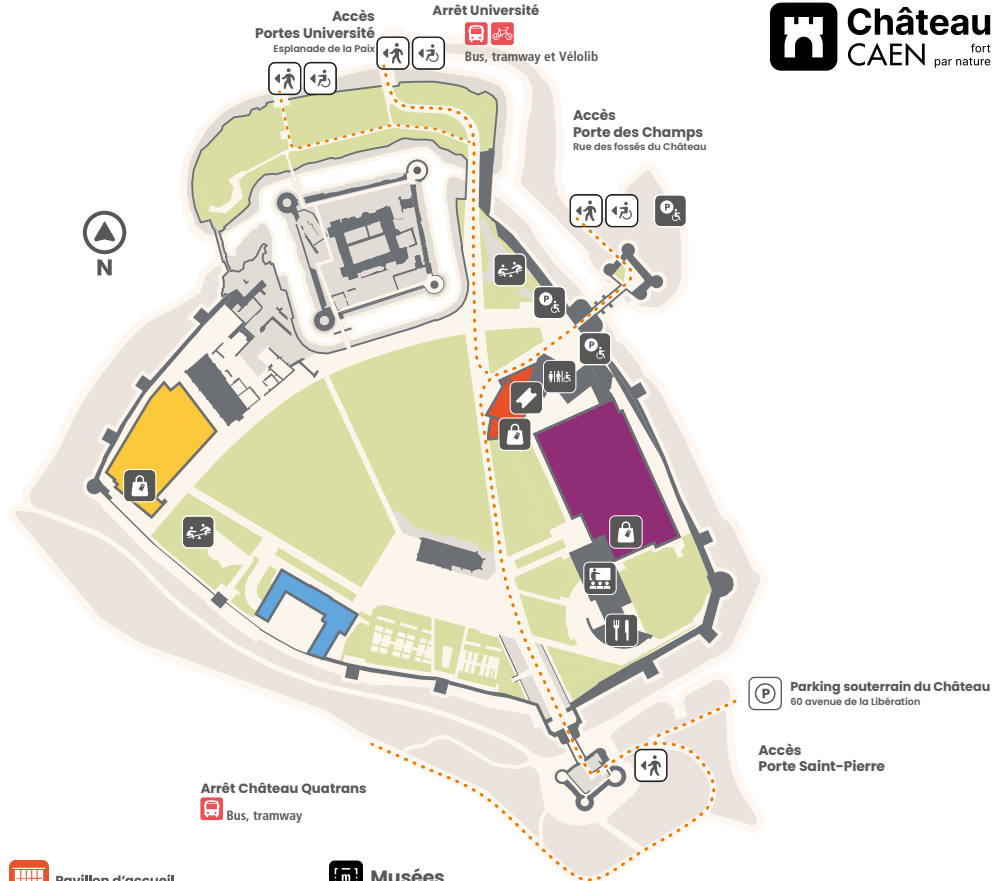 Accès
Portes Université
Esplanade de la Paix
Arrêt Université
Bus, tramway et Vélolib
Château
CAEN fort
par nature
Accès
Porte des Champs
Rue des fossés du Château
P
N
P
P
P
Parking souterrain du Château
60 avenue de la Libération
Accès
Porte Saint-Pierre
Arrêt Château Quatrans
Bus, tramway
Pavillon d'accueil
m
Musées